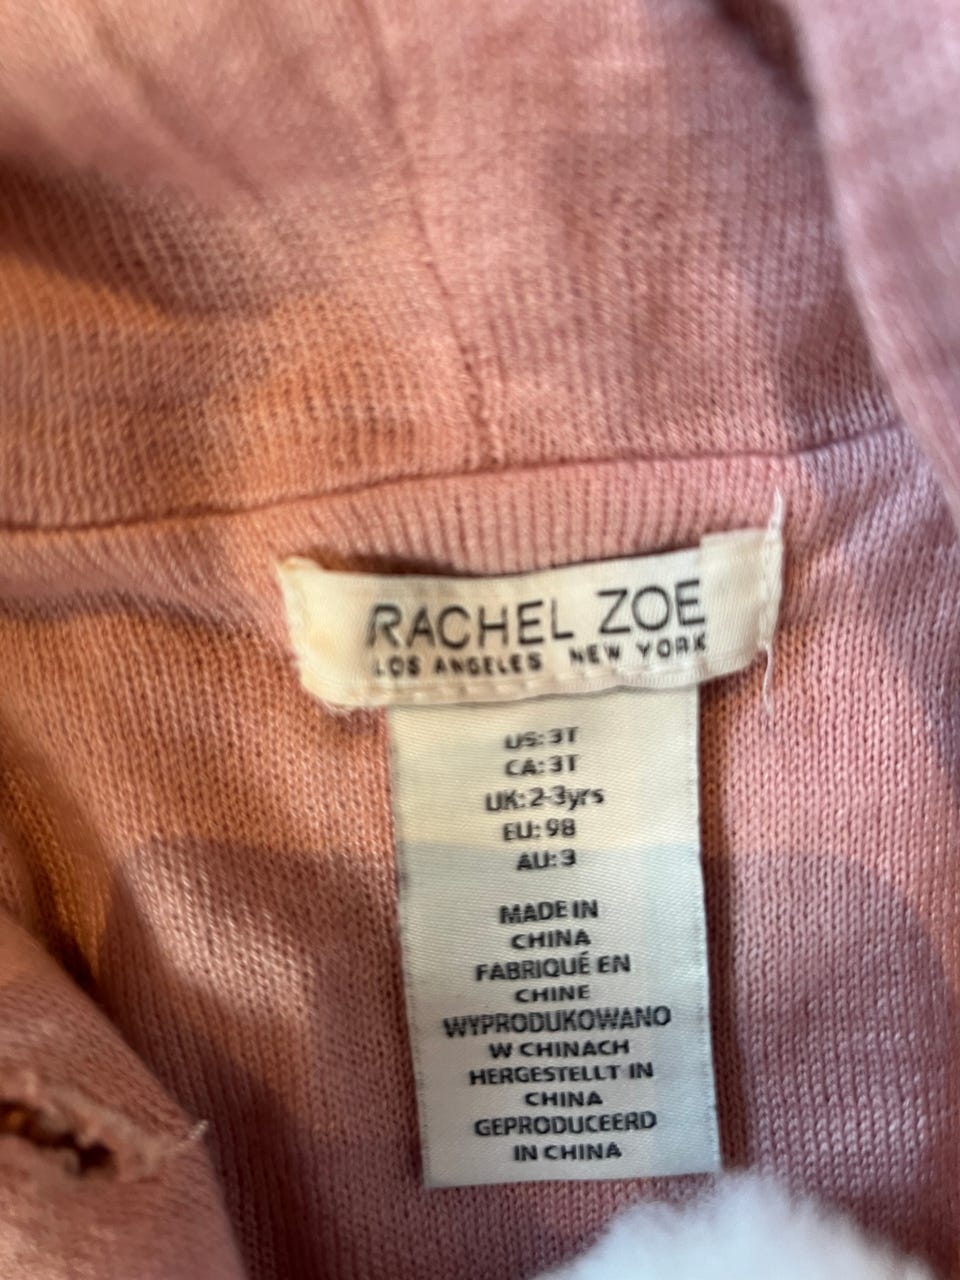 RACHEL ZOE
LOS ANGELES NEW YORK
US: 3T
CA: 3T
UK: 2-3yrs
EU: 98
AU: 3
MADE IN
CHINA
FABRIQUÉ EN
CHINE
WYPRODUKOWANO
W CHINACH
HERGESTELLT IN
CHINA
GEPRODUCEERD
IN CHINA